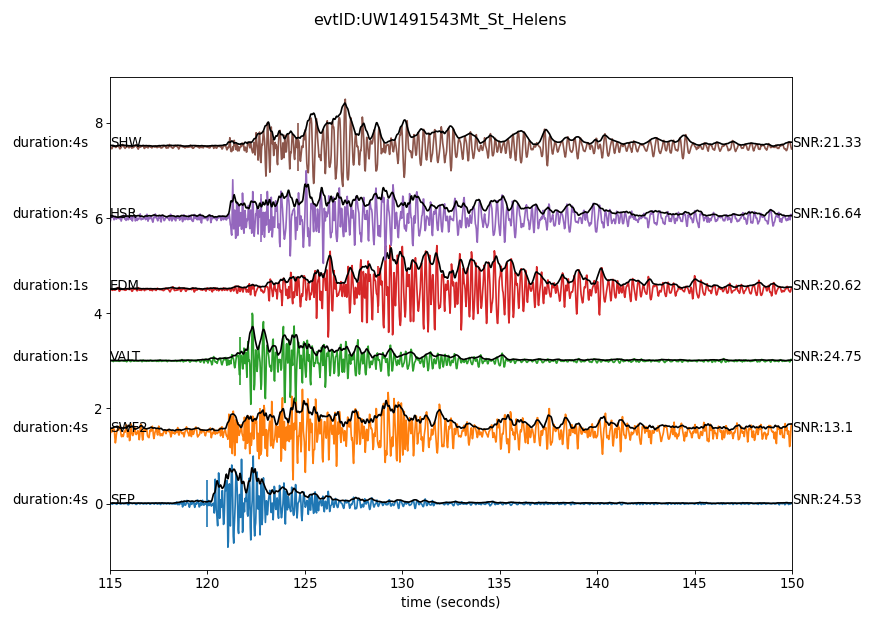 evtID:UW1491543Mt_St_Helens
8
duration:4s SHW SNR:21.33
duration:4s HSR SNR:16.64
6
duration:1s EDM SNR:20.62
4
duration:1s VALT SNR:24.75
2
duration:4s SWF2 SNR:13.1
duration:4s SEP SNR:24.53
0
115 120 125 130 135 140 145 150
time (seconds)